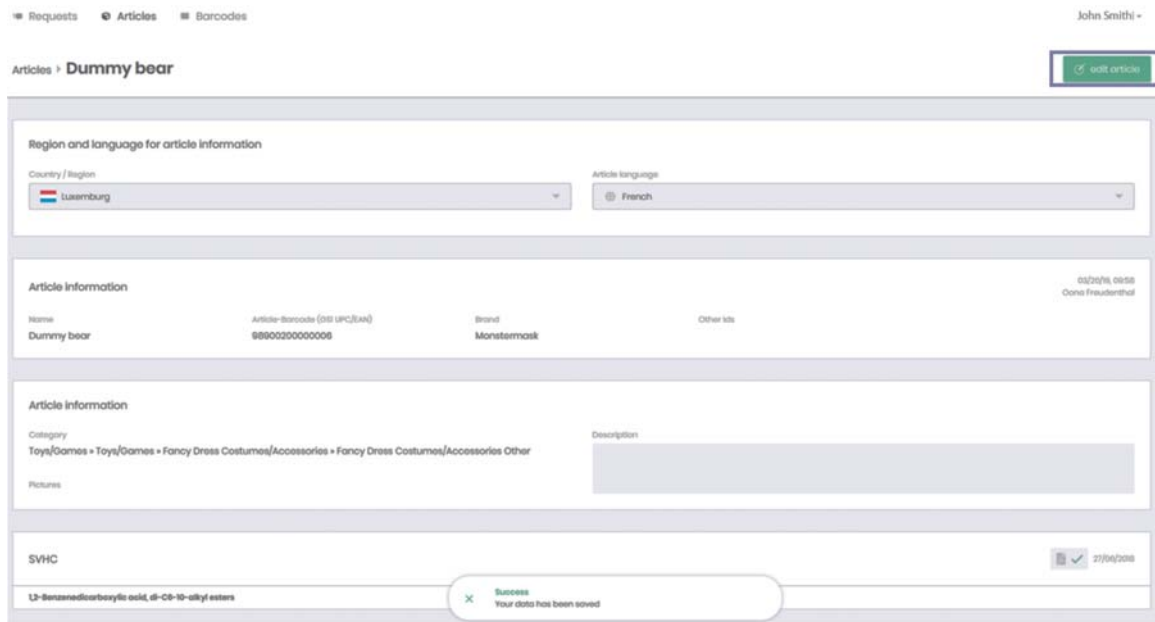 Requests Articles Barcodes John Smithi
Articles Dummy bear edit article
Region and language for article information
Country / Region Article language
Luxemburg French
Article information
03/20/19, 09:58
Oona Freudenthal
Name Article-Barcode (GS1 UPC/EAN) Brand Other Ids
Dummy bear 98900200000006 Monstermask
Article information
Category Description
Toys/Games » Toys/Games » Fancy Dress Costumes/Accessories » Fancy Dress Costumes/Accessories Other
Pictures
SVHC 27/06/2018
1,2-Benzenedicarboxylic acid, di-C6-10-alkyl esters
Success
Your data has been saved